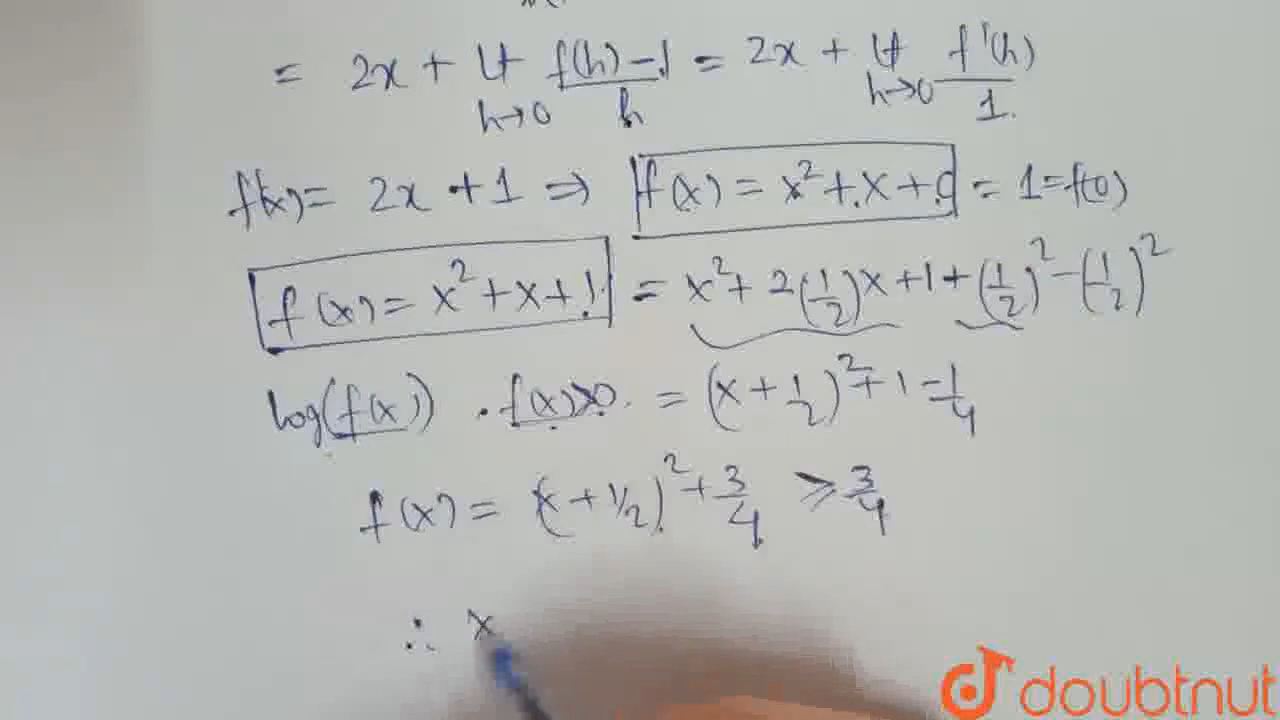 = 2x + Lt h→0 f(h)-1/h = 2x + Lt h→0 f'(h)/1.
f'(x) = 2x + 1 ⇒ f(x) = x² + x + c = 1 = f(0)
f(x) = x² + x + 1 = x² + 2(1/2)x + 1 + (1/2)² - (1/2)²
log(f(x)) . f(x)>0. = (x + 1/2)² + 1 - 1/4
f(x) = (x + 1/2)² + 3/4 ≥ 3/4
∴ x
doubtnut